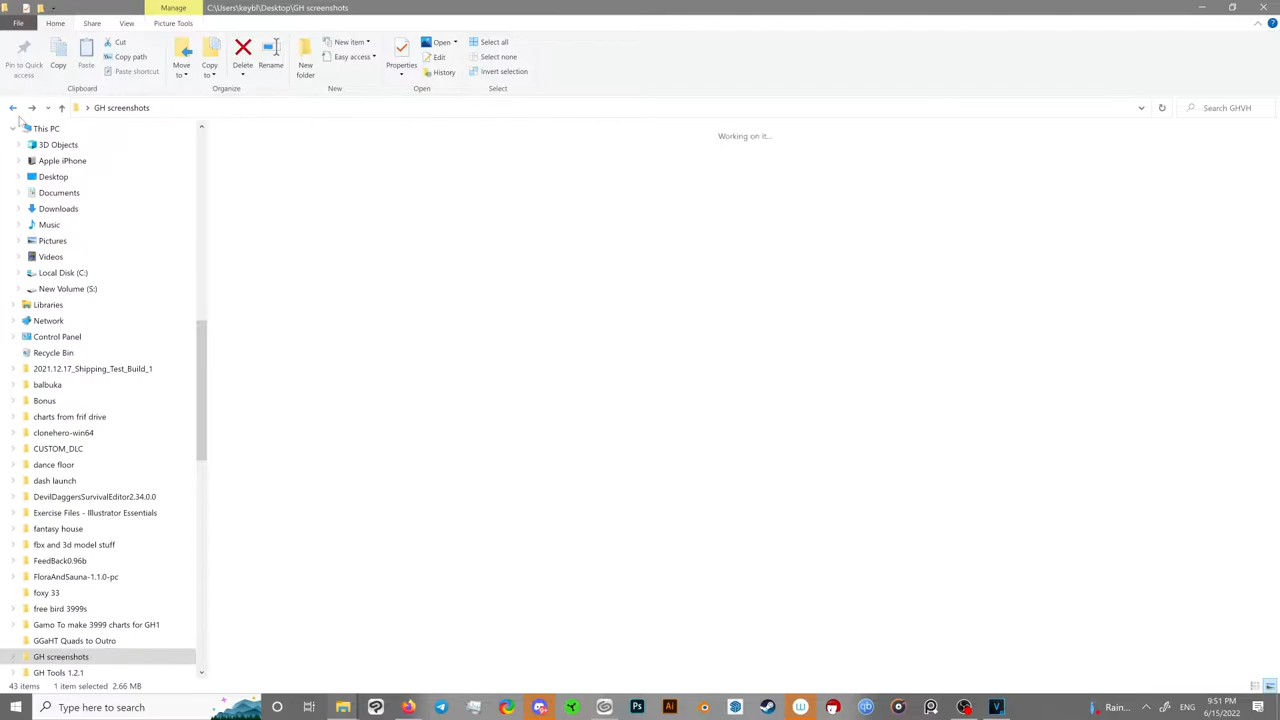 Manage
C:\Users\keybl\Desktop\GH screenshots
File
Home
Share
View
Picture Tools
Pin to Quick access
Copy
Paste
Cut
Copy path
Paste shortcut
Clipboard
Move to
Copy to
Delete
Rename
Organize
New folder
New item
Easy access
New
Properties
Open
Edit
History
Open
Select all
Select none
Invert selection
Select
GH screenshots
Search GHVH
Working on it...
This PC
3D Objects
Apple iPhone
Desktop
Documents
Downloads
Music
Pictures
Videos
Local Disk (C:)
New Volume (S:)
Libraries
Network
Control Panel
Recycle Bin
2021.12.17_Shipping_Test_Build_1
balbuka
Bonus
charts from frif drive
clonehero-win64
CUSTOM_DLC
dance floor
dash launch
DevilDaggersSurvivalEditor2.34.0.0
Exercise Files - Illustrator Essentials
fantasy house
fbx and 3d model stuff
FeedBack0.96b
FloraAndSauna-1.1.0-pc
foxy 33
free bird 3999s
Gamo To make 3999 charts for GH1
GGaHT Quads to Outro
GH screenshots
GH Tools 1.2.1
43 items 1 item selected 2.66 MB
Type here to search
Ps
Ai
W
qb
V
Rain...
9:51 PM
6/15/2022